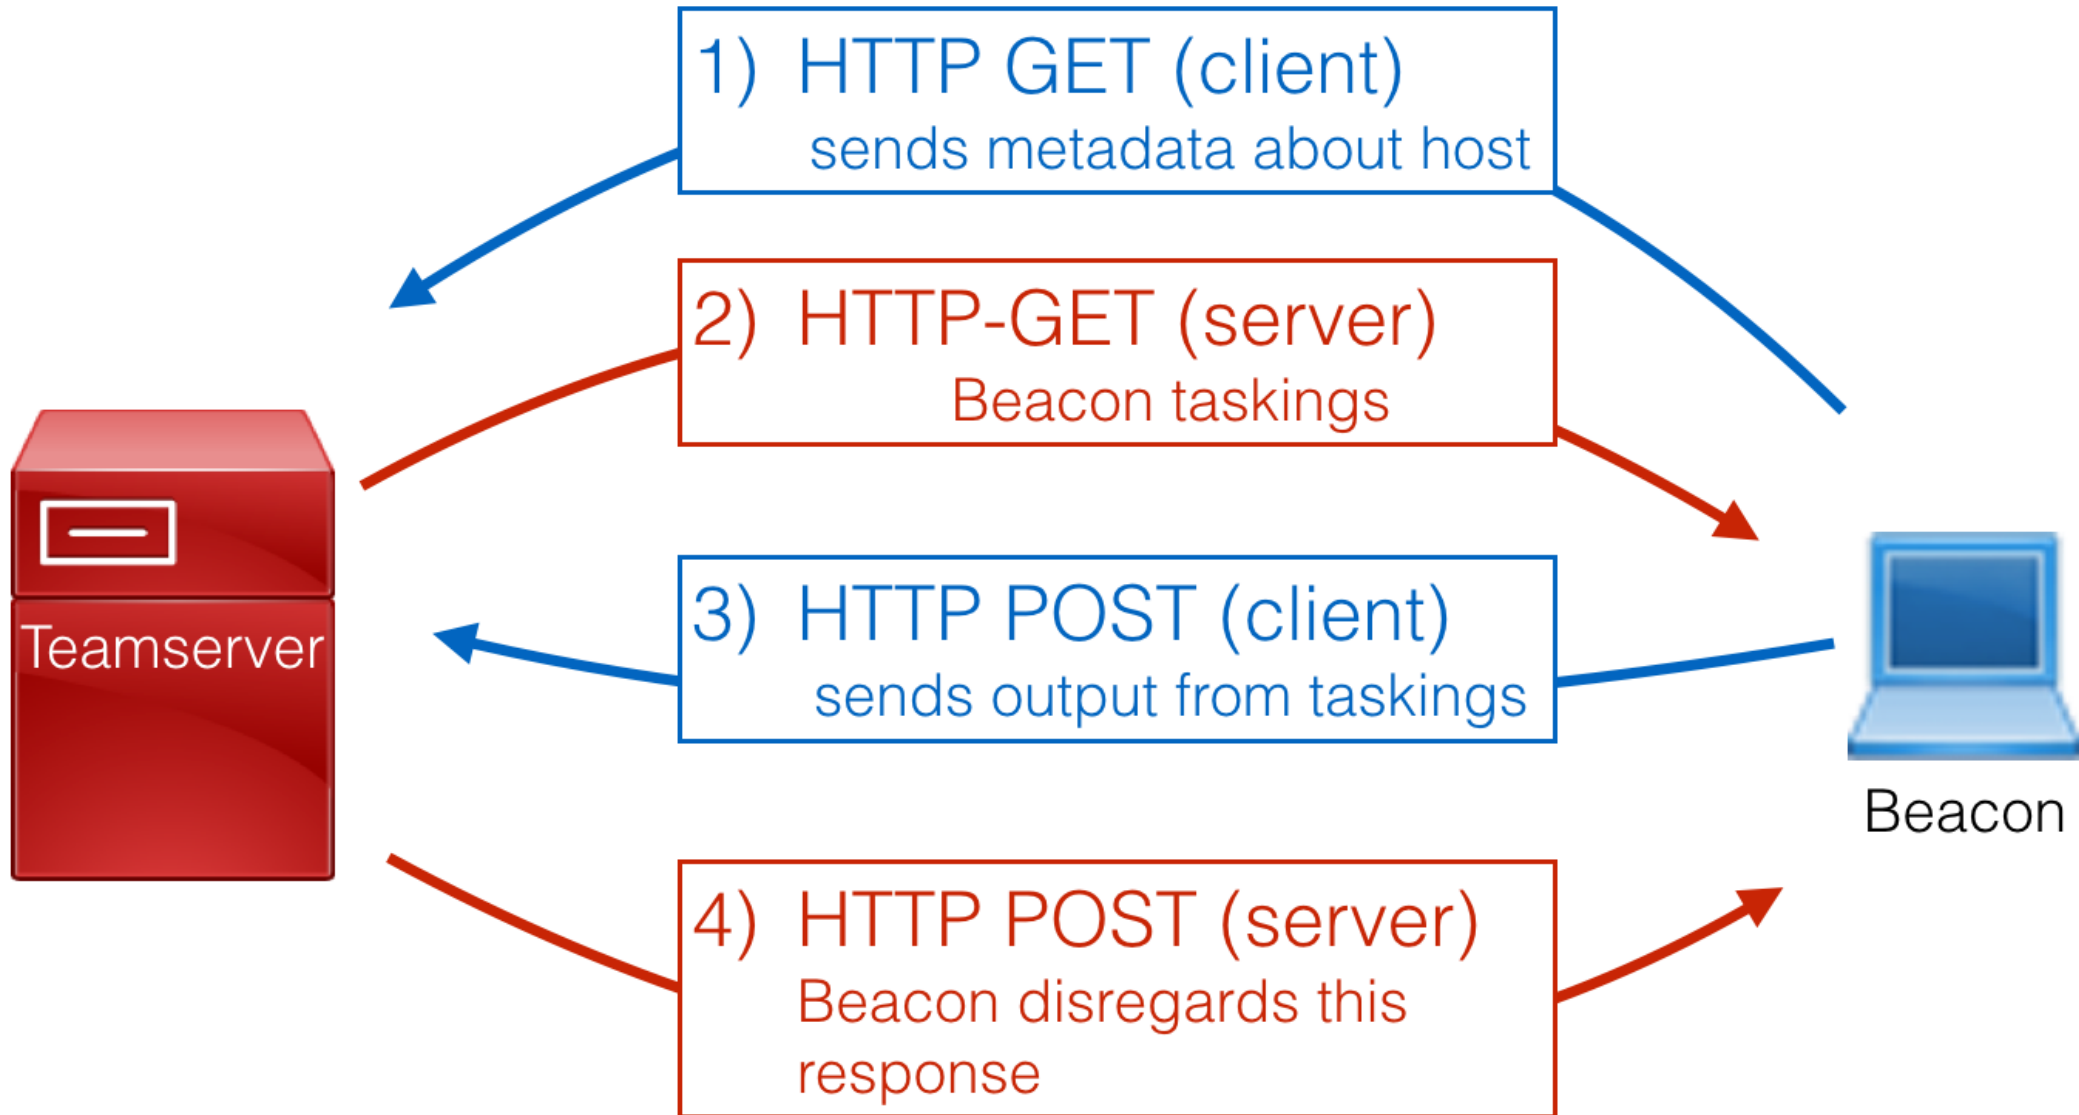 1) HTTP GET (client)
sends metadata about host
2) HTTP-GET (server)
Beacon taskings
Teamserver
3) HTTP POST (client)
sends output from taskings
Beacon
4) HTTP POST (server)
Beacon disregards this
response